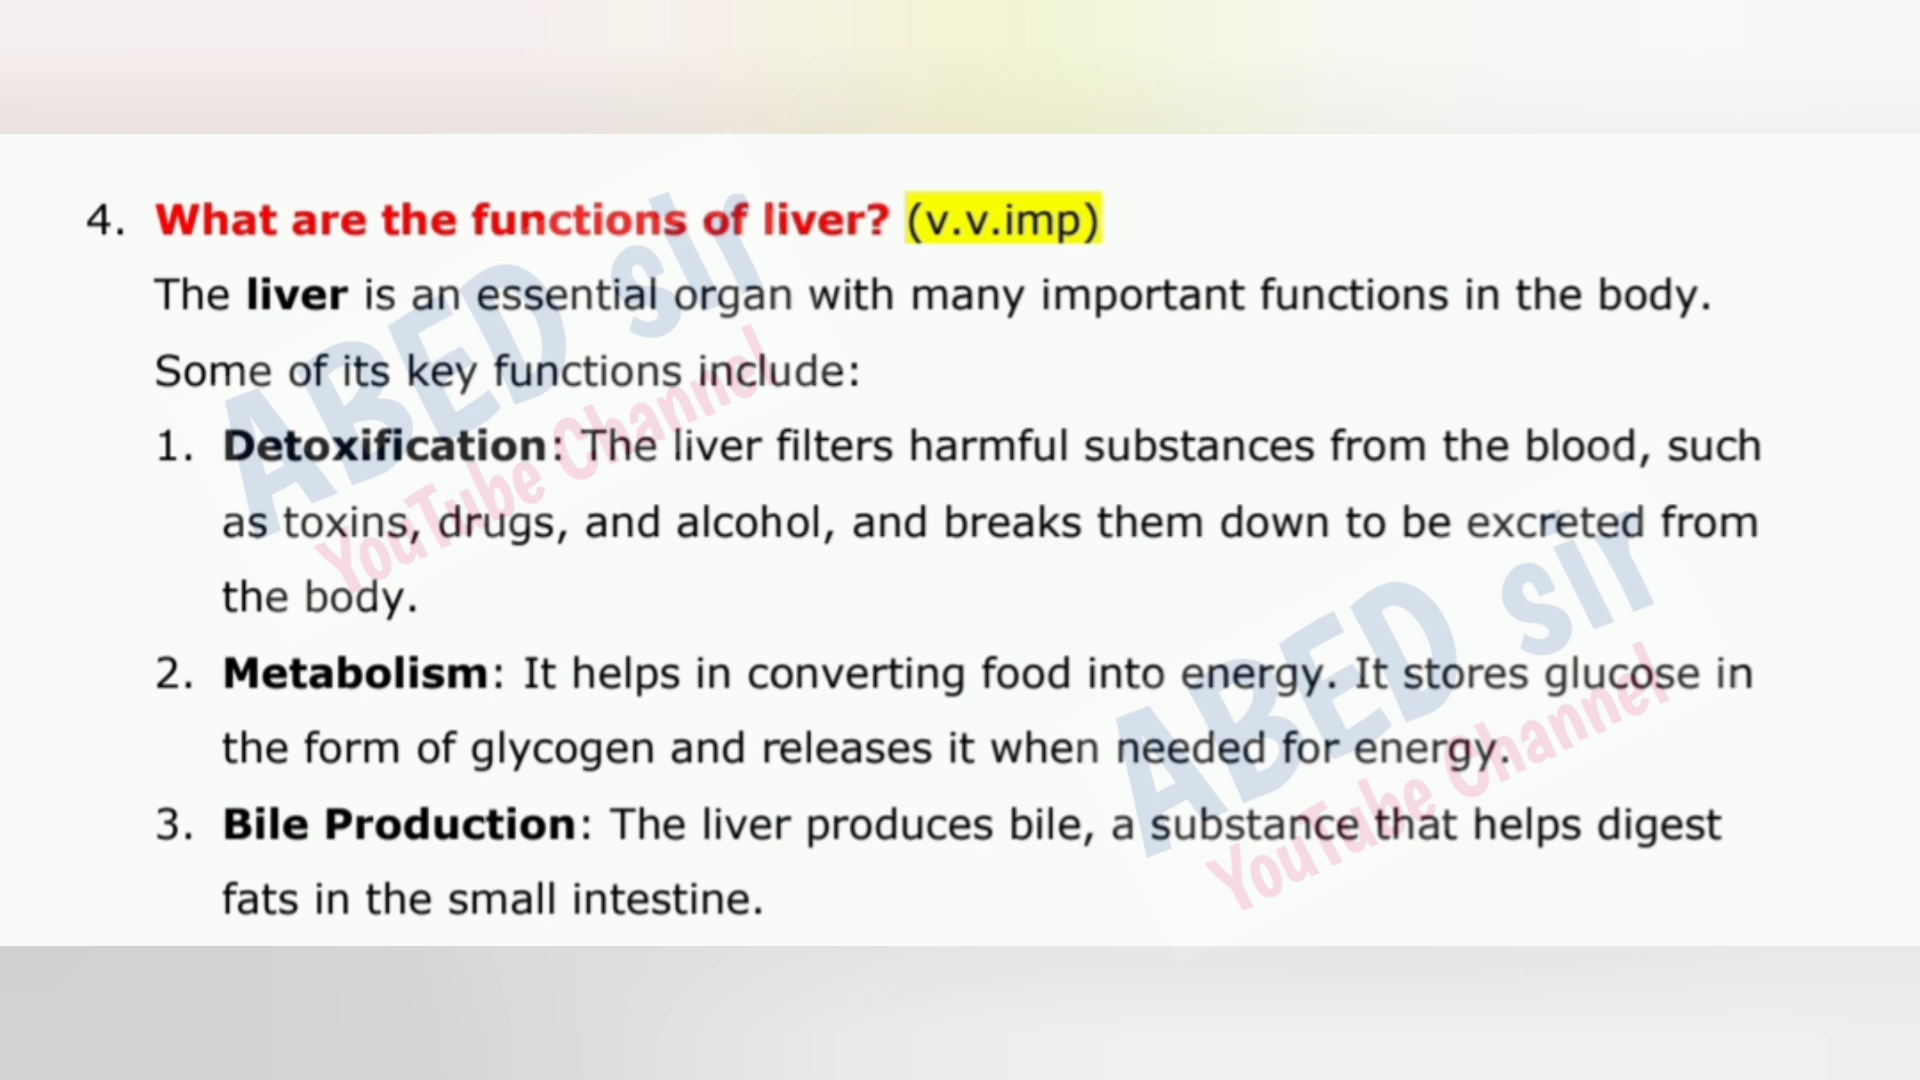 4. What are the functions of liver? (v.v.imp)
The liver is an essential organ with many important functions in the body.
Some of its key functions include:
1. Detoxification: The liver filters harmful substances from the blood, such
as toxins, drugs, and alcohol, and breaks them down to be excreted from
the body.
2. Metabolism: It helps in converting food into energy. It stores glucose in
the form of glycogen and releases it when needed for energy.
3. Bile Production: The liver produces bile, a substance that helps digest
fats in the small intestine.
ABED sir
YouTube Channel
ABED sir
YouTube Channel